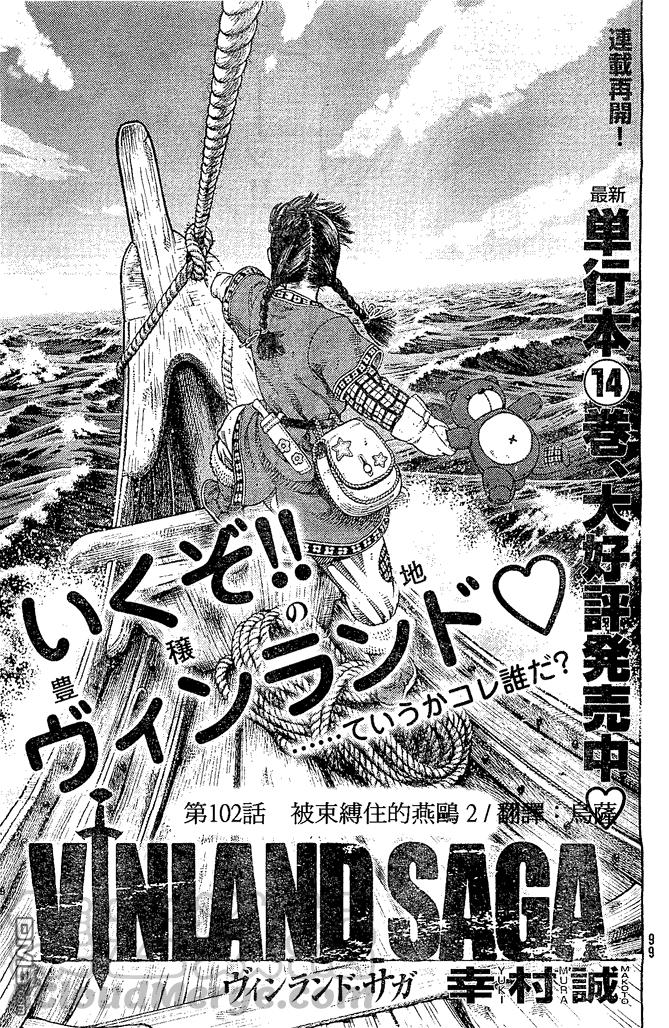 連載再開!
最新
単行本⑭巻、大好評発売中♡
いくぞ!!
豊穣の地
ヴィンランド♡
……ていうかコレ誰だ?
第102話 被束縛住的燕鷗 2 / 翻譯：烏薩
VINLAND SAGA
ヴィンランド・サガ
幸村誠
YUKI MURA MAKOTO
99